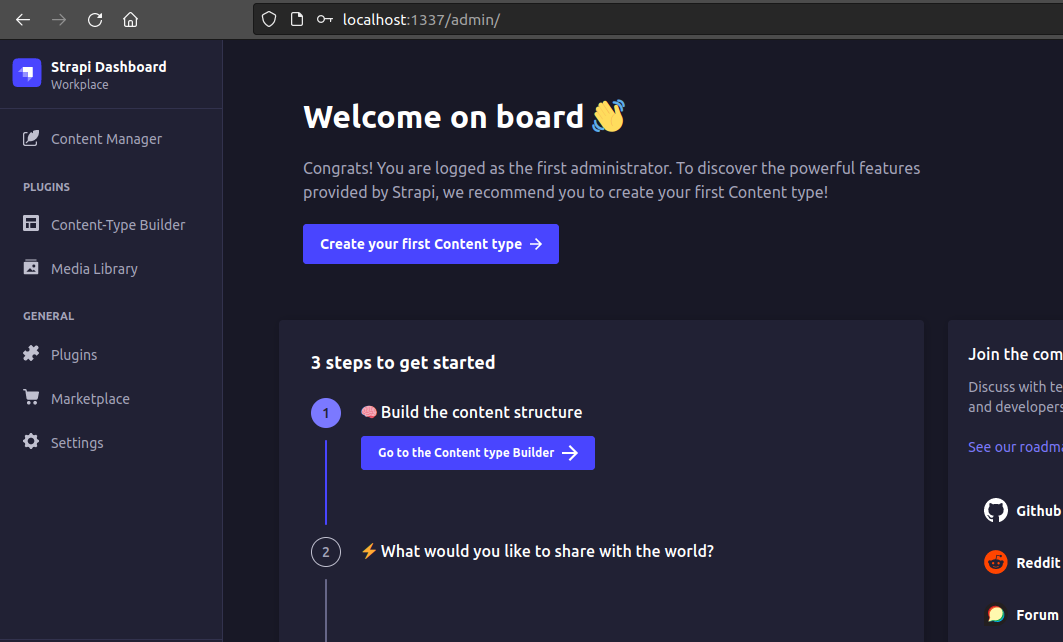 localhost:1337/admin/
Strapi Dashboard
Workplace
Content Manager
PLUGINS
Content-Type Builder
Media Library
GENERAL
Plugins
Marketplace
Settings
Welcome on board
Congrats! You are logged as the first administrator. To discover the powerful features
provided by Strapi, we recommend you to create your first Content type!
Create your first Content type
3 steps to get started
1
Build the content structure
Go to the Content type Builder
2
What would you like to share with the world?
Join the com
Discuss with te
and developers
See our roadma
Github
Reddit
Forum